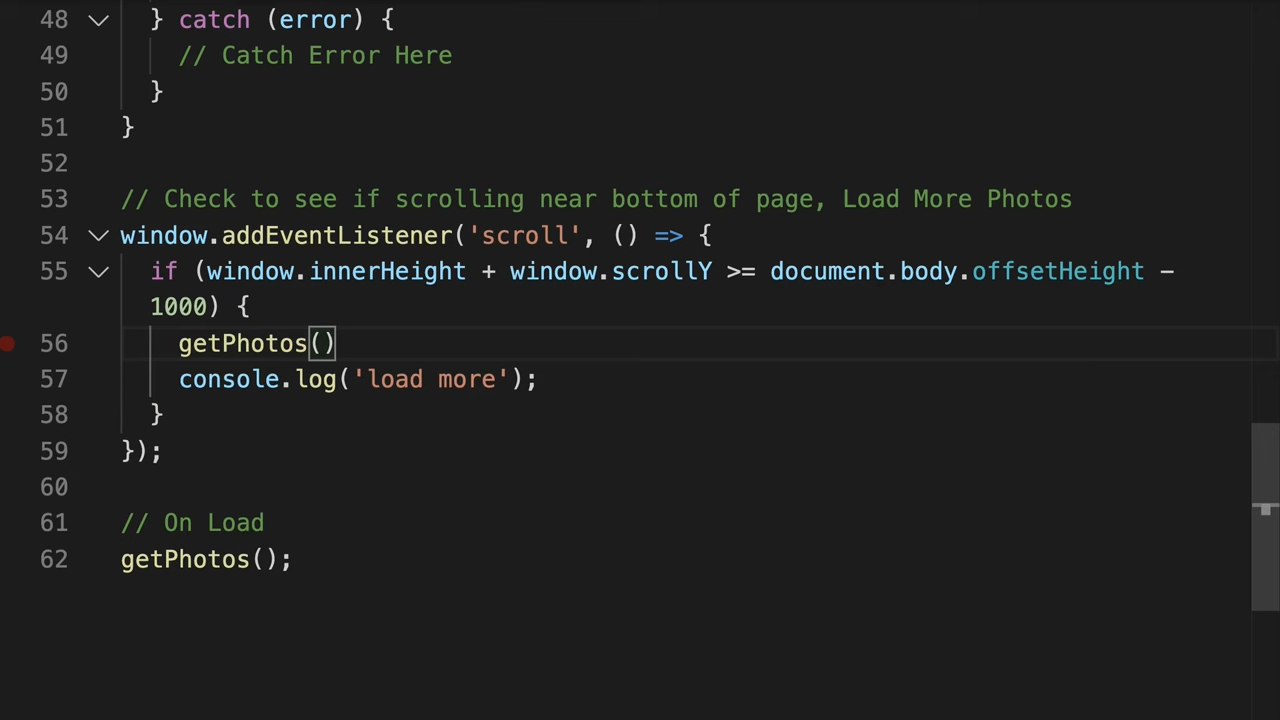 48 } catch (error) {
49 // Catch Error Here
50 }
51 }
52
53 // Check to see if scrolling near bottom of page, Load More Photos
54 window.addEventListener('scroll', () => {
55 if (window.innerHeight + window.scrollY >= document.body.offsetHeight -
1000) {
56 getPhotos()
57 console.log('load more');
58 }
59 });
60
61 // On Load
62 getPhotos();